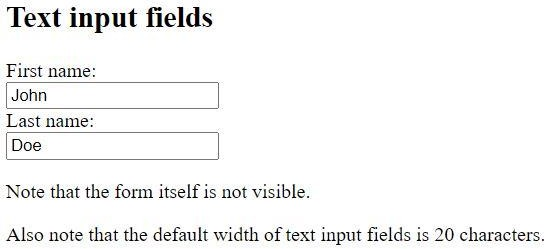 Text input fields
First name:
John
Last name:
Doe
Note that the form itself is not visible.
Also note that the default width of text input fields is 20 characters.